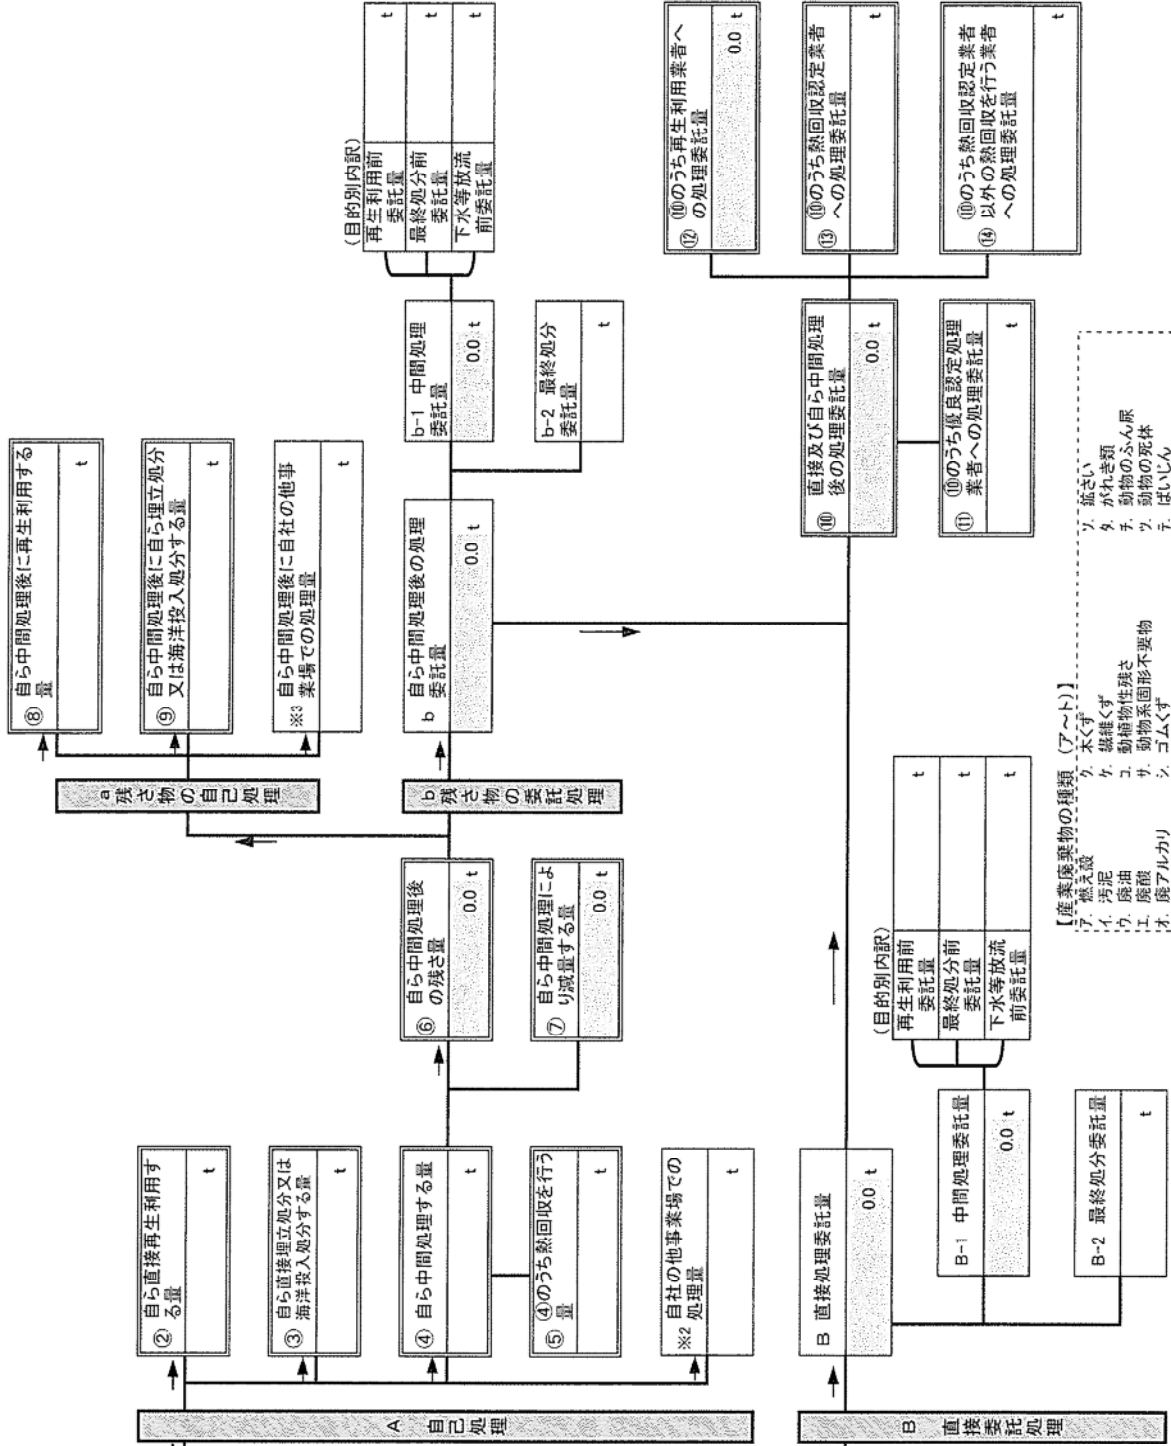 A 自己処理
② 自ら直接再生利用す
る量
t
③ 自ら直接埋立処分又は
海洋投入処分する量
t
④ 自ら中間処理する量
t
⑤ ④のうち熱回収を行う
量
t
※2 自社の他事業場での
処理量
t
⑥ 自ら中間処理後
の残さ量
0.0 t
⑦ 自ら中間処理によ
り減量する量
0.0 t
a 残さ物の自己処理
⑧ 自ら中間処理後に再生利用する
量
t
⑨ 自ら中間処理後に自ら埋立処分
又は海洋投入処分する量
t
※3 自ら中間処理後に自社の他事
業場での処理量
t
b 残さ物の委託処理
b 自ら中間処理後の処理
委託量
0.0 t
b-1 中間処理
委託量
0.0 t
b-2 最終処分
委託量
t
(目的別内訳)
再生利用前
委託量
t
最終処分前
委託量
t
下水等放流
前委託量
t
B 直接委託処理
B 直接処理委託量
0.0 t
B-1 中間処理委託量
0.0 t
B-2 最終処分委託量
t
(目的別内訳)
再生利用前
委託量
t
最終処分前
委託量
t
下水等放流
前委託量
t
⑩ 直接及び自ら中間処理
後の処理委託量
0.0 t
⑪ ⑩のうち優良認定処理
業者への処理委託量
t
⑫ ⑩のうち再生利用業者へ
の処理委託量
0.0 t
⑬ ⑩のうち熱回収認定業者
への処理委託量
t
⑭ ⑩のうち熱回収認定業者
以外の熱回収を行う業者
への処理委託量
t
【産業廃棄物の種類 (ア〜ト)】
ア. 燃え殻 ク. 木くず ソ. 鉱さい
イ. 汚泥 ケ. 繊維くず タ. がれき類
ウ. 廃油 コ. 動植物性残さ チ. 動物のふん尿
エ. 廃酸 サ. 動物系固形不要物 ツ. 動物の死体
オ. 廃アルカリ シ. ゴムくず テ. ばいじん